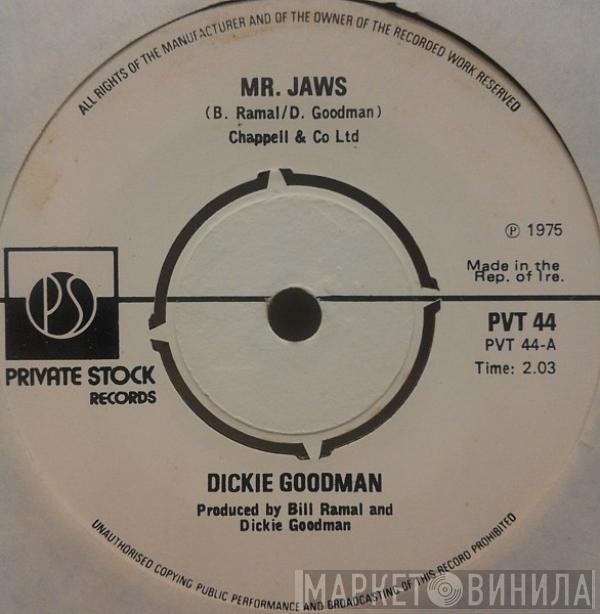 ALL RIGHTS OF THE MANUFACTURER AND OF THE OWNER OF THE RECORDED WORK RESERVED
MR. JAWS
(B. Ramal/D. Goodman)
Chappell & Co Ltd
℗ 1975
Made in the
Rep. of Ire.
PS
PRIVATE STOCK
RECORDS
PVT 44
PVT 44-A
Time: 2.03
DICKIE GOODMAN
Produced by Bill Ramal and
Dickie Goodman
UNAUTHORISED COPYING PUBLIC PERFORMANCE AND BROADCASTING OF THIS RECORD PROHIBITED
МАРКЕТ ВИНИЛА